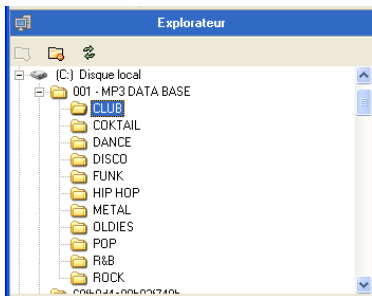 Explorateur
(C:) Disque local
001 - MP3 DATA BASE
CLUB
COKTAIL
DANCE
DISCO
FUNK
HIP HOP
METAL
OLDIES
POP
R&B
ROCK